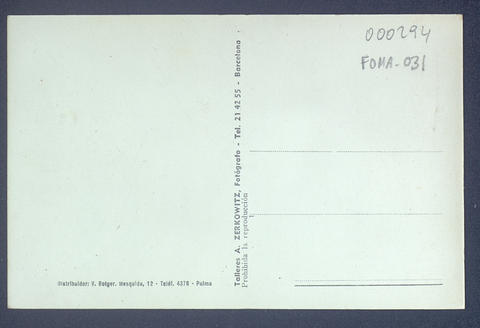 000294
FOMA-031
Talleres A. ZERKOWITZ, Fotógrafo - Tel. 21 42 55 - Barcelona
Prohibida la reproducción
Distribuidor: V. Bolger. Mesquida, 12 - Teléf. 4376 - Palma